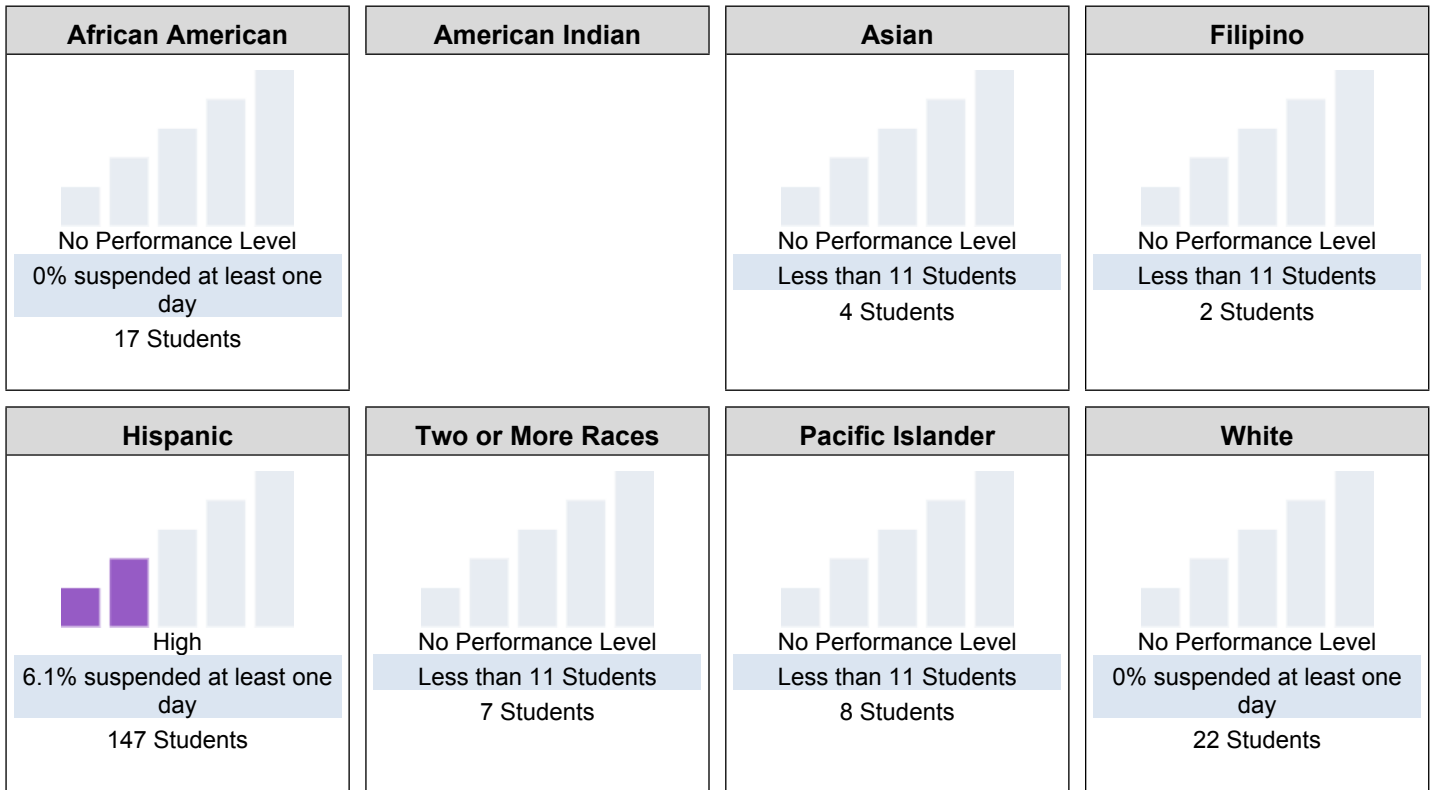 African American
No Performance Level
0% suspended at least one
day
17 Students
American Indian
Asian
No Performance Level
Less than 11 Students
4 Students
Filipino
No Performance Level
Less than 11 Students
2 Students
Hispanic
High
6.1% suspended at least one
day
147 Students
Two or More Races
No Performance Level
Less than 11 Students
7 Students
Pacific Islander
No Performance Level
Less than 11 Students
8 Students
White
No Performance Level
0% suspended at least one
day
22 Students